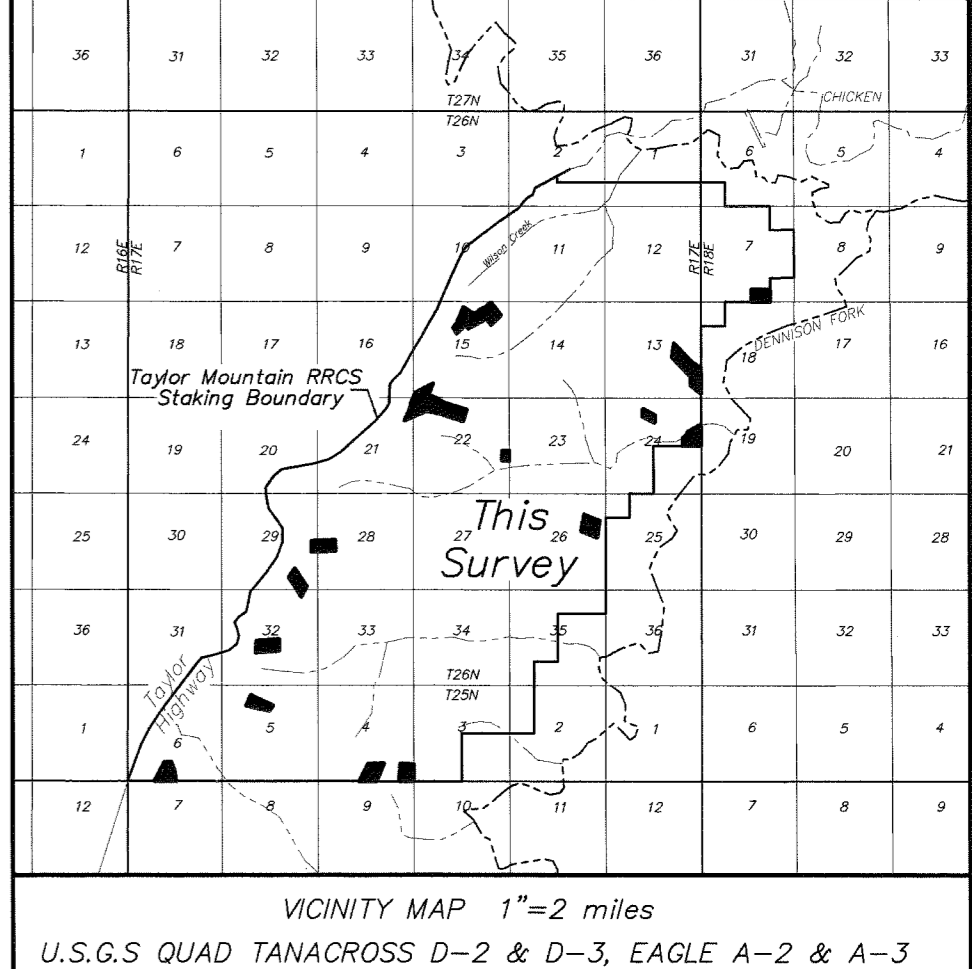 36 31 32 33 34 35 36 31 32 33
T27N
CHICKEN
T26N
1 6 5 4 3 2 1 6 5 4
12 7 8 9 10 11 12 7 8 9
R16E
R17E
Wilson Creek
R17E
R18E
13 18 17 16 15 14 13 18 17 16
DENNISON FORK
Taylor Mountain RRCS
Staking Boundary
24 19 20 21 22 23 24 19 20 21
This
Survey
25 30 29 28 27 26 25 30 29 28
36 31 32 33 34 35 36 31 32 33
Taylor
Highway
T26N
T25N
1 6 5 4 3 2 1 6 5 4
12 7 8 9 10 11 12 7 8 9
VICINITY MAP 1"=2 miles
U.S.G.S QUAD TANACROSS D-2 & D-3, EAGLE A-2 & A-3